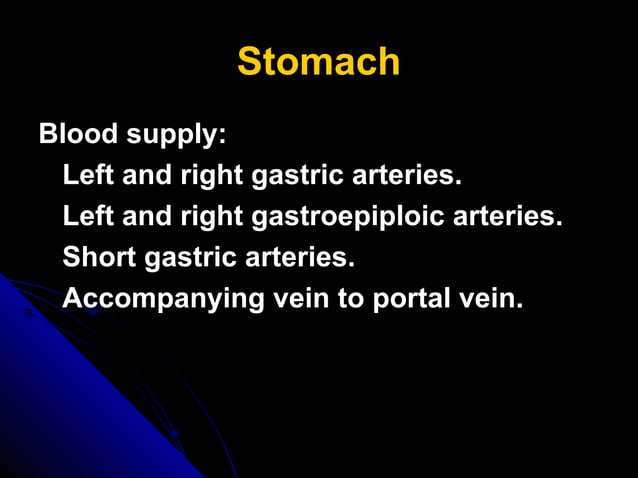 Stomach
Blood supply:
Left and right gastric arteries.
Left and right gastroepiploic arteries.
Short gastric arteries.
Accompanying vein to portal vein.